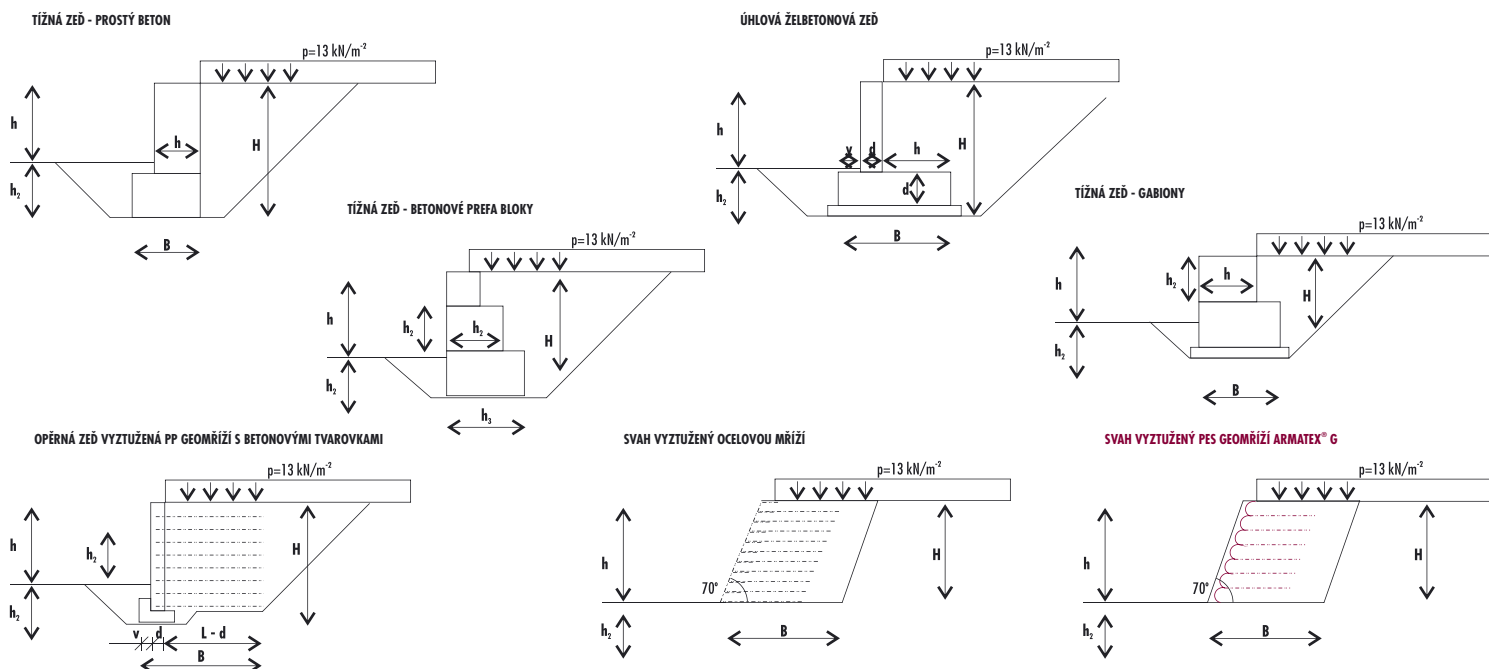 TÍŽNÁ ZEĎ - PROSTÝ BETON
p=13 kN/m-2
h
h
H
h2
B
ÚHLOVÁ ŽELBETONOVÁ ZEĎ
p=13 kN/m-2
h
v
d
h
H
d
h2
B
TÍŽNÁ ZEĎ - BETONOVÉ PREFA BLOKY
p=13 kN/m-2
h
h2
h2
H
h2
h3
TÍŽNÁ ZEĎ - GABIONY
p=13 kN/m-2
h
h2
h
H
h2
B
OPĚRNÁ ZEĎ VYZTUŽENÁ PP GEOMŘÍŽÍ S BETONOVÝMI TVAROVKAMI
p=13 kN/m-2
h
h2
H
h2
v
d
L - d
B
SVAH VYZTUŽENÝ OCELOVOU MŘÍŽÍ
p=13 kN/m-2
h
H
70°
h2
B
SVAH VYZTUŽENÝ PES GEOMŘÍŽÍ ARMATEX® G
p=13 kN/m-2
h
H
70°
h2
B